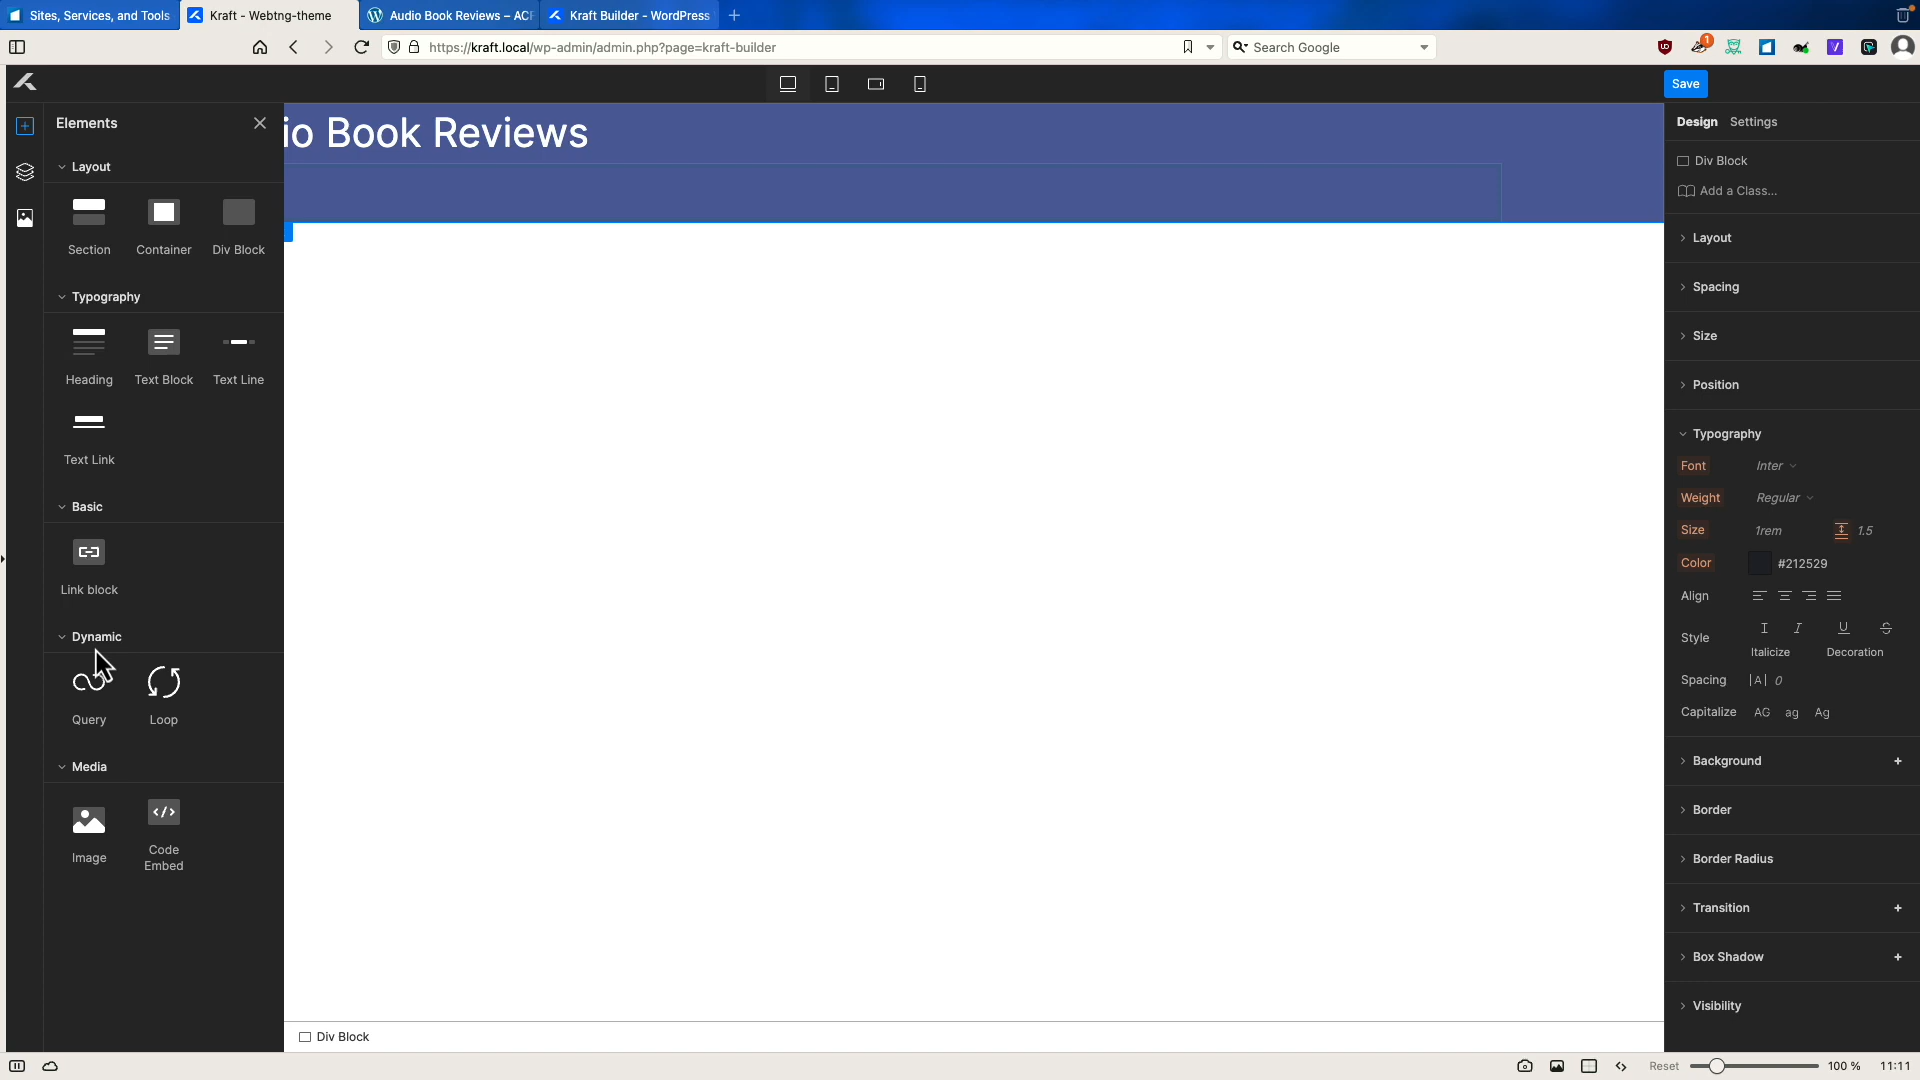 Sites, Services, and Tools
Kraft - Webtng-theme
Audio Book Reviews – ACF
Kraft Builder - WordPress
https://kraft.local/wp-admin/admin.php?page=kraft-builder
Search Google
1
Save
Elements
Design Settings
io Book Reviews
Layout
Div Block
Add a Class...
Section Container Div Block
Layout
Typography
Spacing
Size
Heading Text Block Text Line
Position
Typography
Text Link
Font Inter
Weight Regular
Basic
Size 1rem 1.5
Color #212529
Link block
Align
Dynamic
Style
Italicize Decoration
Spacing |A| 0
Query Loop
Capitalize AG ag Ag
Media
Background +
Border
Image
Code
Embed
Border Radius
Transition +
Box Shadow +
Visibility
Div Block
Reset 100 % 11:11